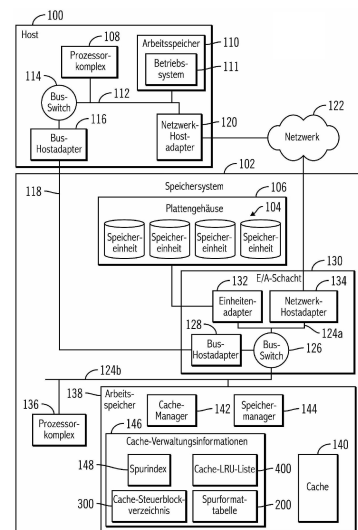 100
Host
108
Prozessor-
komplex
Arbeitsspeicher
110
Betriebs-
system
111
114
Bus-
Switch
112
116
Bus-
Hostadapter
Netzwerk-
Host-
adapter
120
122
Netzwerk
118
102
Speichersystem
106
Plattengehäuse
104
Speicher-
einheit
Speicher-
einheit
Speicher-
einheit
Speicher-
einheit
130
E/A-Schacht
132
134
Einheiten-
adapter
Netzwerk-
Hostadapter
124a
128
Bus-
Hostadapter
Bus-
Switch
126
124b
136
Prozessor-
komplex
138
Arbeits-
speicher
Cache-
Manager
142
Speicher-
manager
144
146
Cache-Verwaltungsinformationen
148
Spurindex
Cache-LRU-Liste
400
300
Cache-Steuerblock-
verzeichnis
Spurformat-
tabelle
200
140
Cache